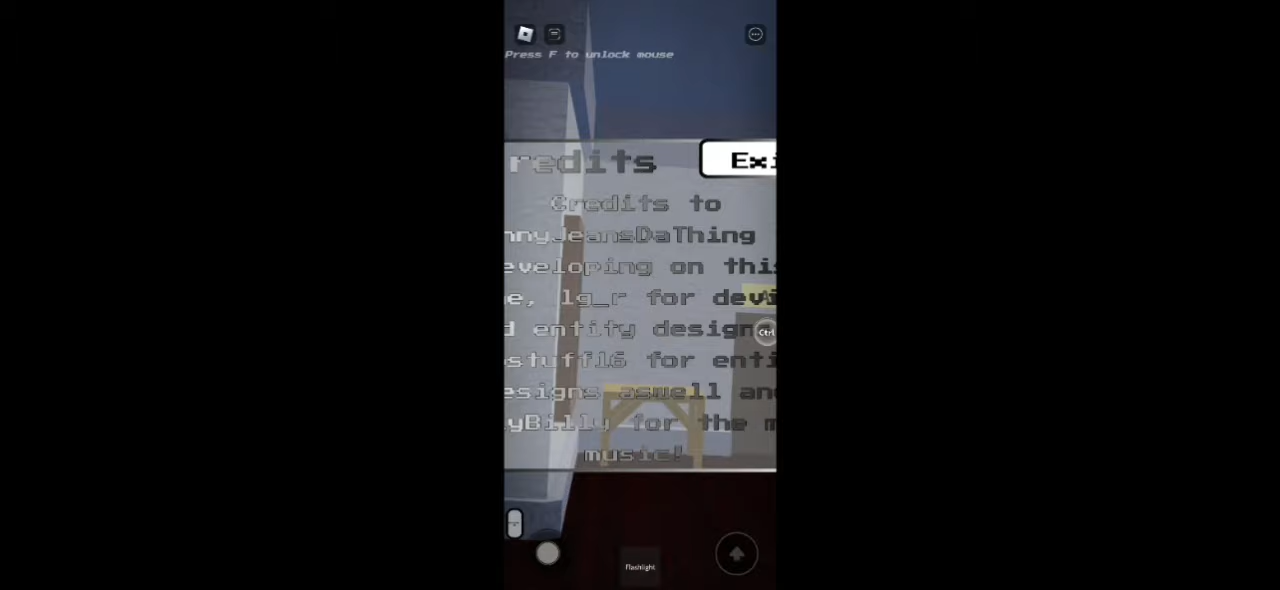 Press F to unlock mouse
redits
Exi
Credits to
nnyJeansDaThing
eveloping on this
e, lg_r for devi
d entity design
stuff16 for enti
esigns aswell and
yBilly for the m
music!
Ctrl
Flashlight